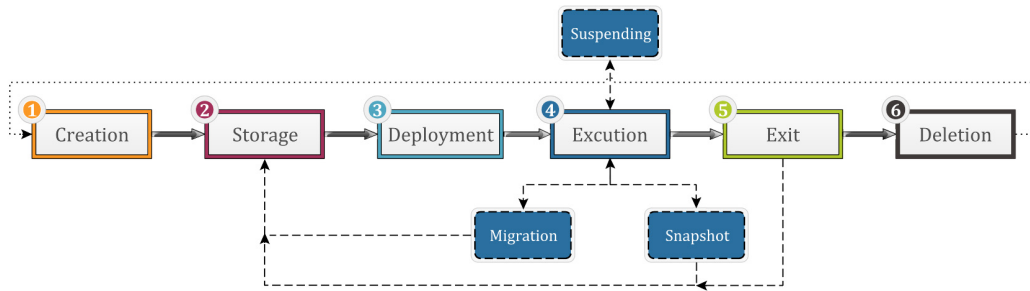 Suspending
1
Creation
2
Storage
3
Deployment
4
Excution
5
Exit
6
Deletion
Migration
Snapshot